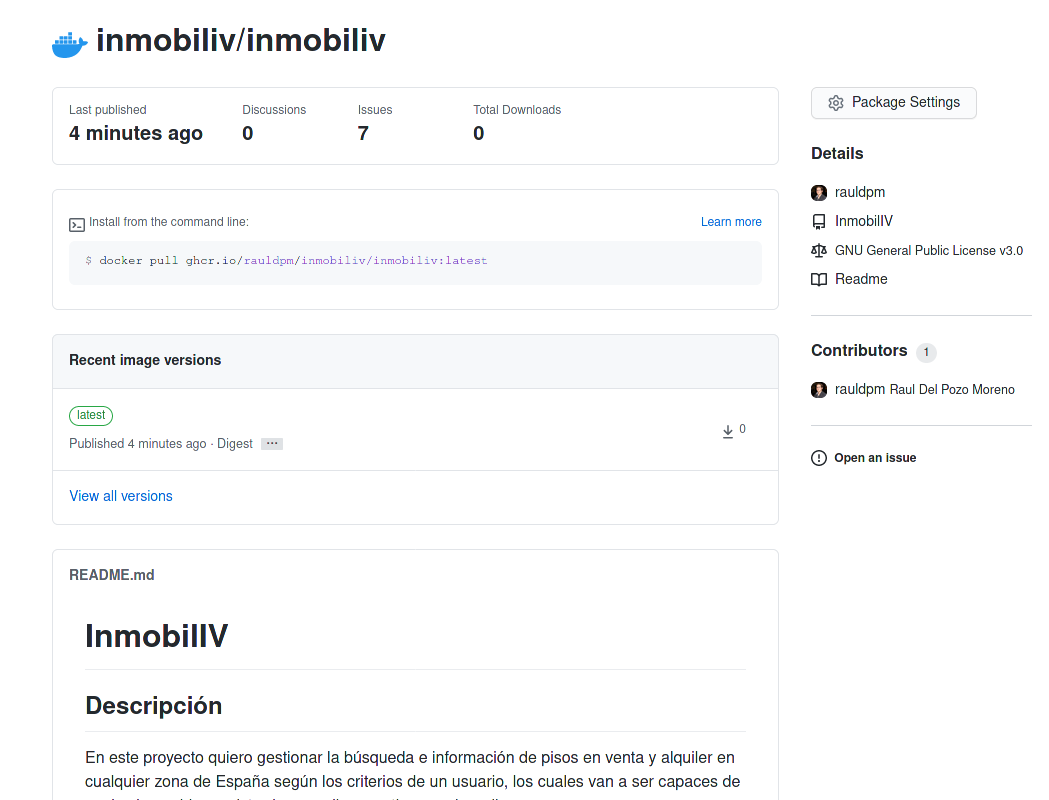 inmobiliv/inmobiliv
Last published
4 minutes ago
Discussions
0
Issues
7
Total Downloads
0
Install from the command line:
Learn more
$ docker pull ghcr.io/rauldpm/inmobiliv/inmobiliv:latest
Recent image versions
latest
Published 4 minutes ago · Digest ···
0
View all versions
README.md
InmobilIV
Descripción
En este proyecto quiero gestionar la búsqueda e información de pisos en venta y alquiler en
cualquier zona de España según los criterios de un usuario, los cuales van a ser capaces de
Package Settings
Details
rauldpm
InmobilIV
GNU General Public License v3.0
Readme
Contributors 1
rauldpm Raul Del Pozo Moreno
Open an issue